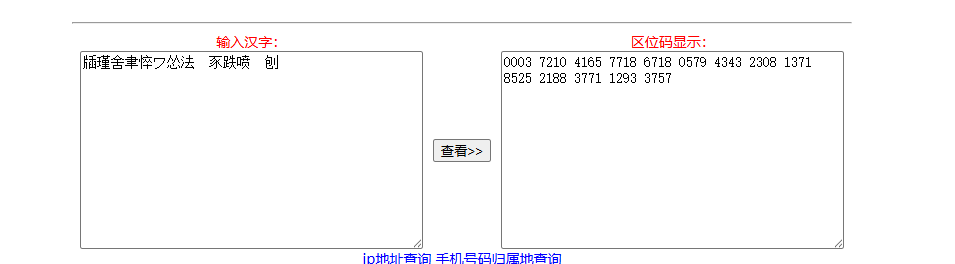 输入汉字:
区位码显示:
牐瑾舍聿悴ワ怂法　豕跌喷　刨
0003 7210 4165 7718 6718 0579 4343 2308 1371
8525 2188 3771 1293 3757
查看>>
ip地址查询 手机号码归属地查询